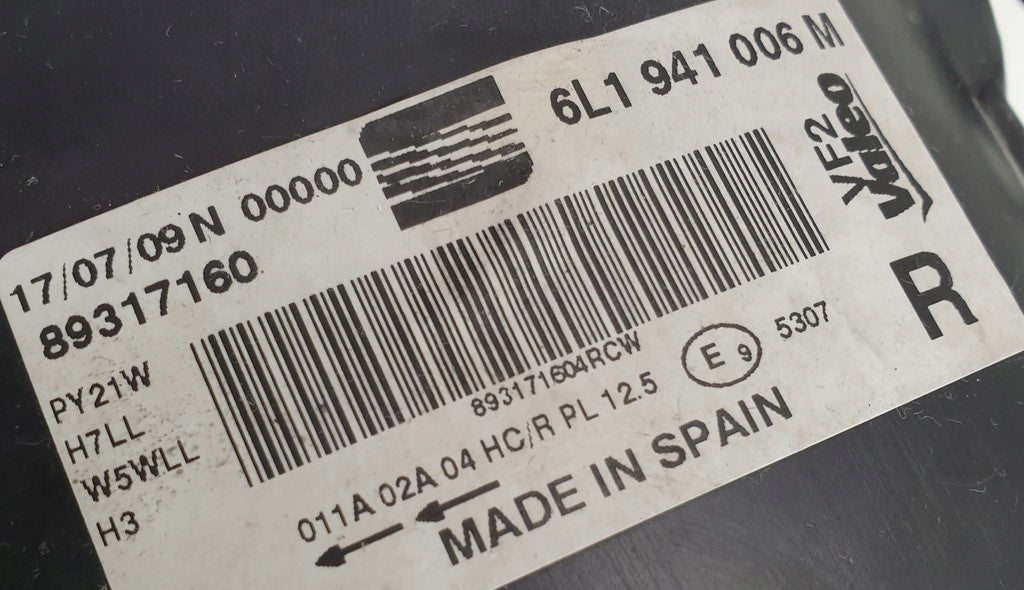 6L1 941 006 M
17/07/09 N 00000
89317160
YF2
Valeo
R
PY21W
H7LL
W5WLL
H3
893171604RCW
011A 02A 04 HC/R PL 12.5 E 9 5307
MADE IN SPAIN